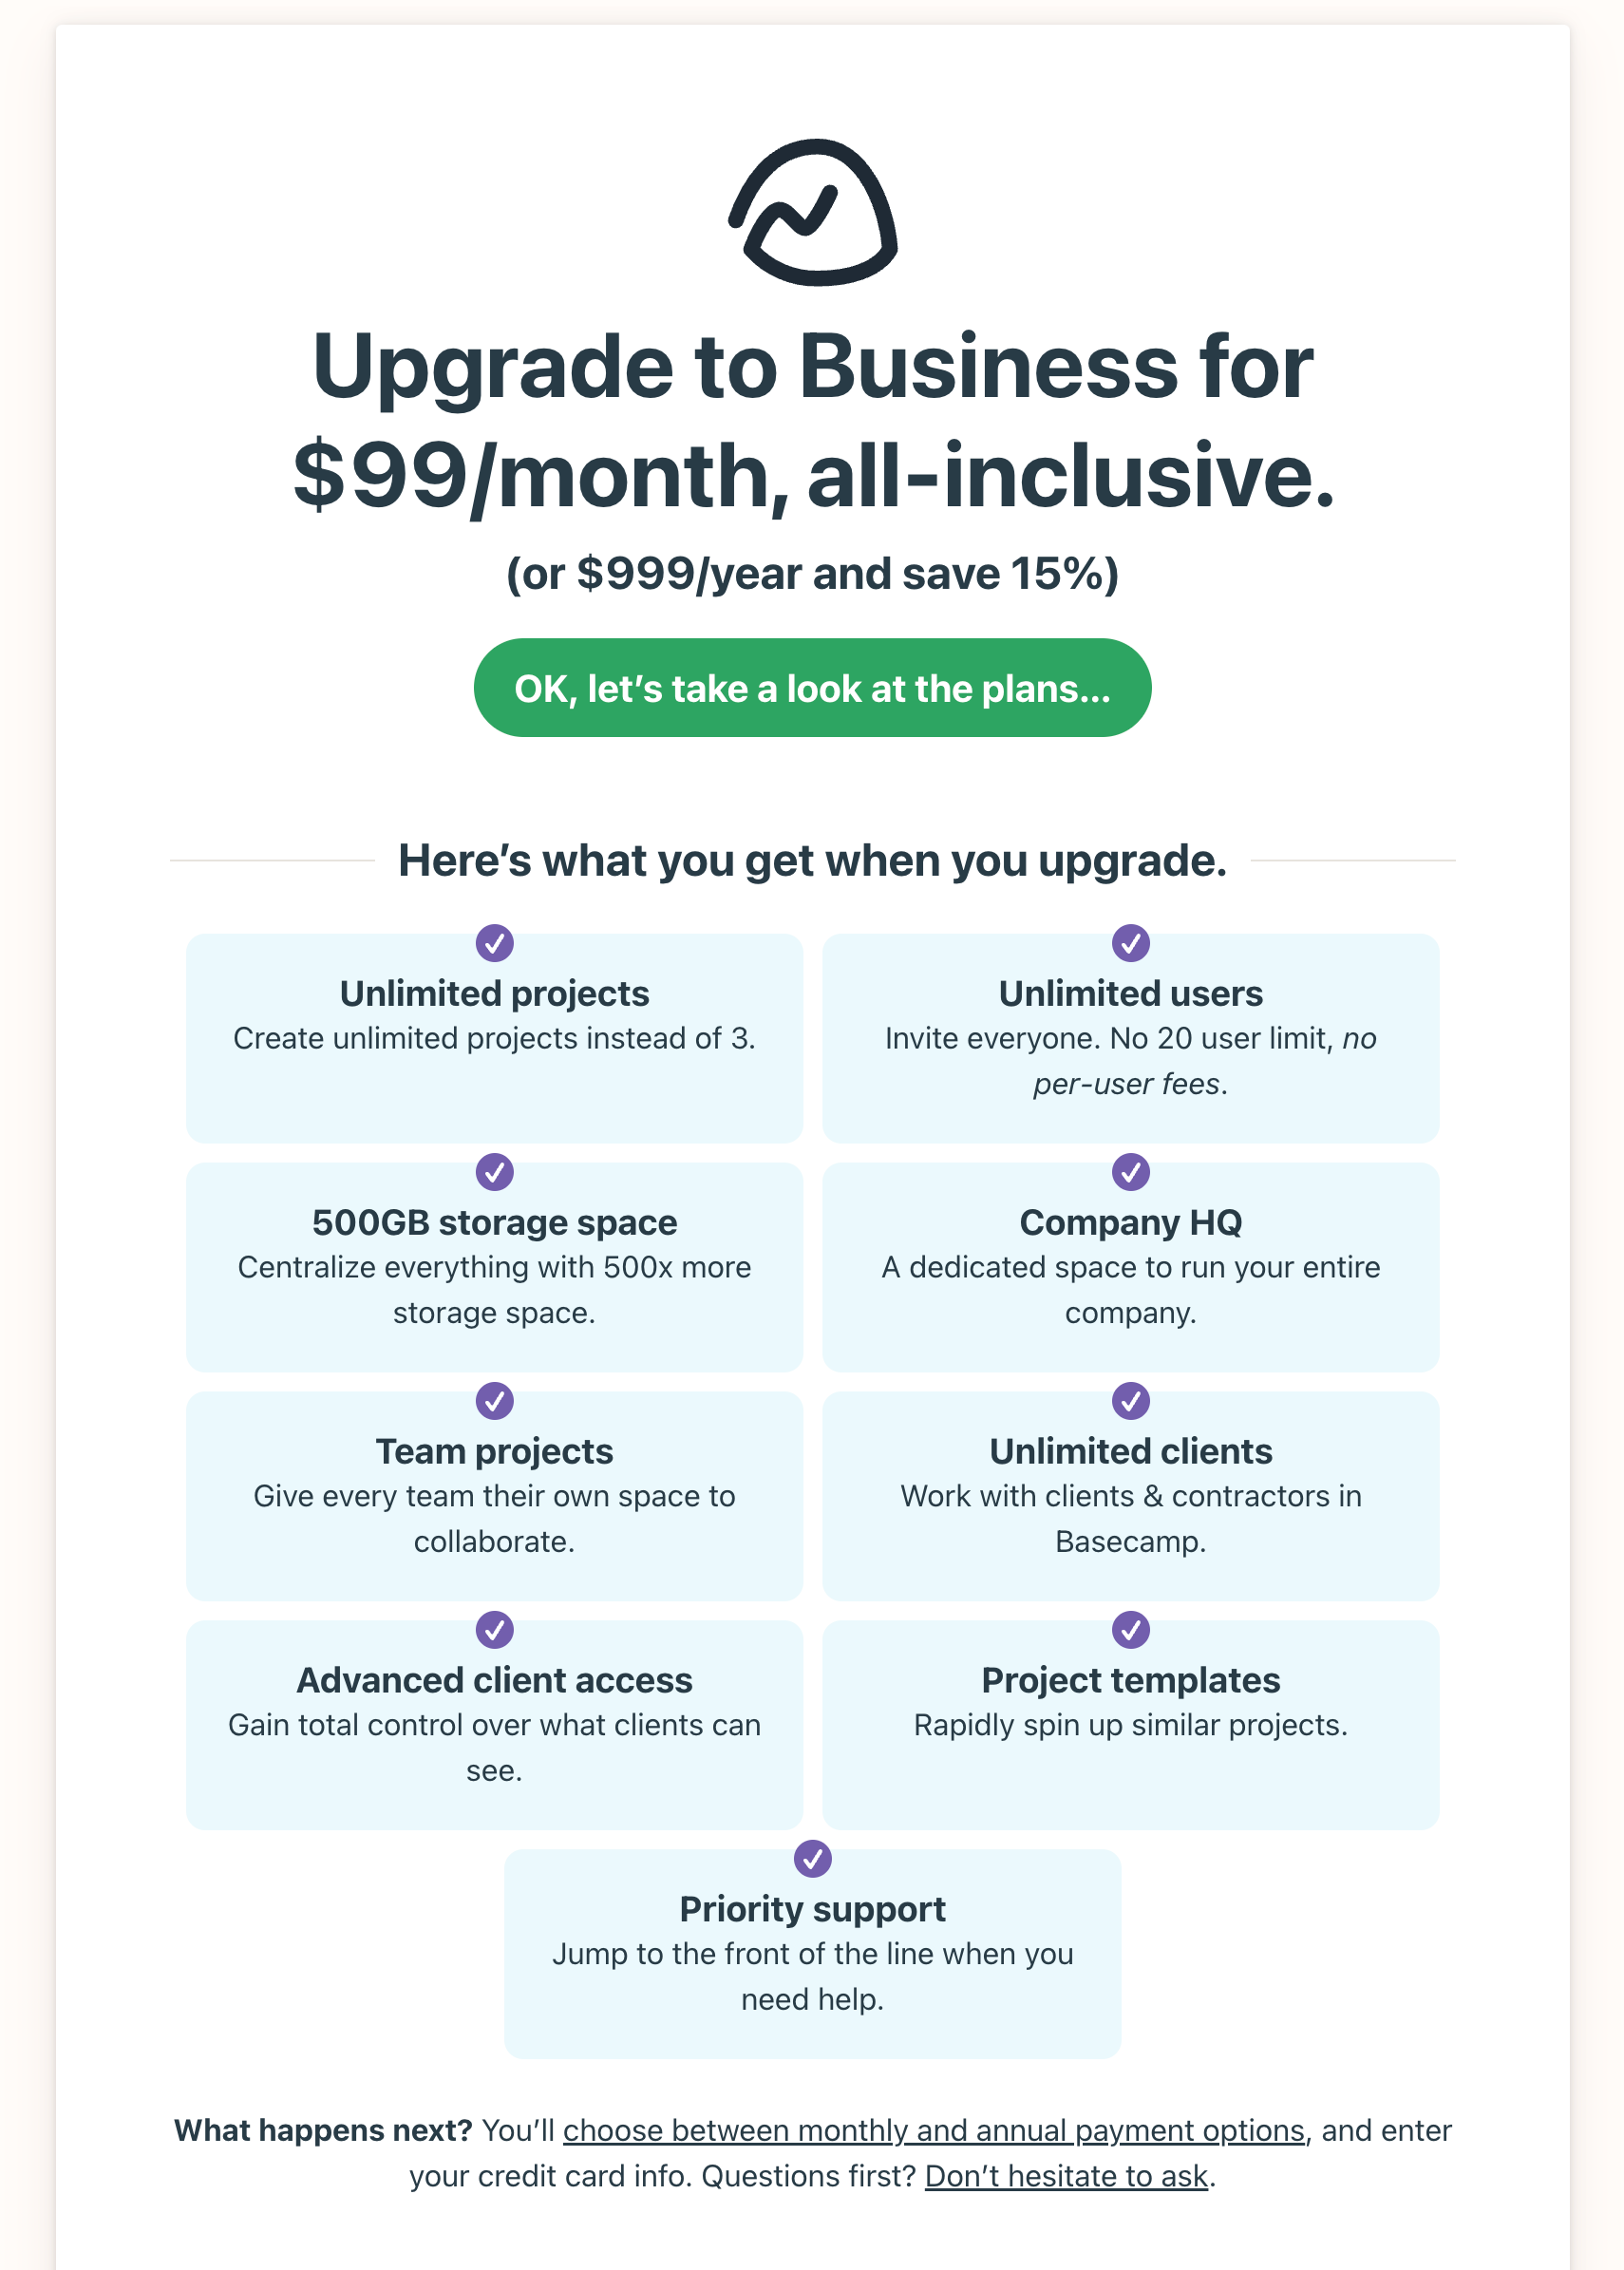 Upgrade to Business for
$99/month, all-inclusive.
(or $999/year and save 15%)
OK, let’s take a look at the plans…
Here’s what you get when you upgrade.
Unlimited projects
Create unlimited projects instead of 3.
Unlimited users
Invite everyone. No 20 user limit, no
per-user fees.
500GB storage space
Centralize everything with 500x more
storage space.
Company HQ
A dedicated space to run your entire
company.
Team projects
Give every team their own space to
collaborate.
Unlimited clients
Work with clients & contractors in
Basecamp.
Advanced client access
Gain total control over what clients can
see.
Project templates
Rapidly spin up similar projects.
Priority support
Jump to the front of the line when you
need help.
What happens next? You’ll choose between monthly and annual payment options, and enter
your credit card info. Questions first? Don’t hesitate to ask.